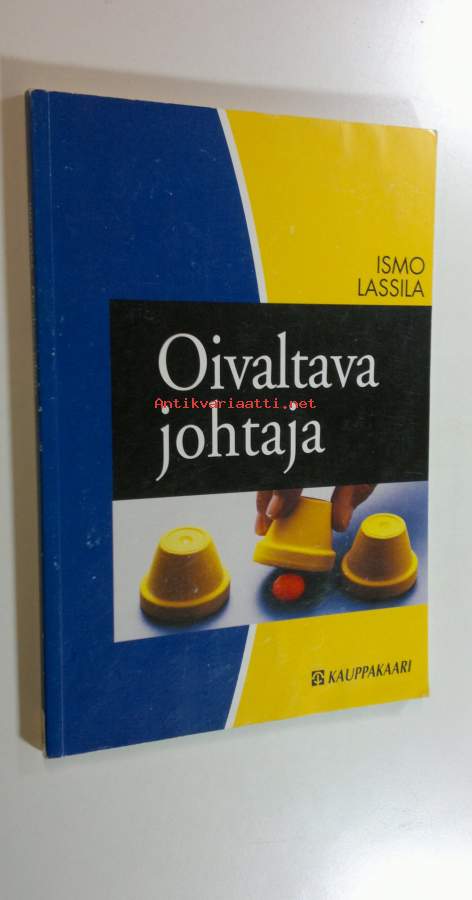 ISMO
LASSILA
Oivaltava
Antikvariaatti.net
johtaja
KAUPPAKAARI